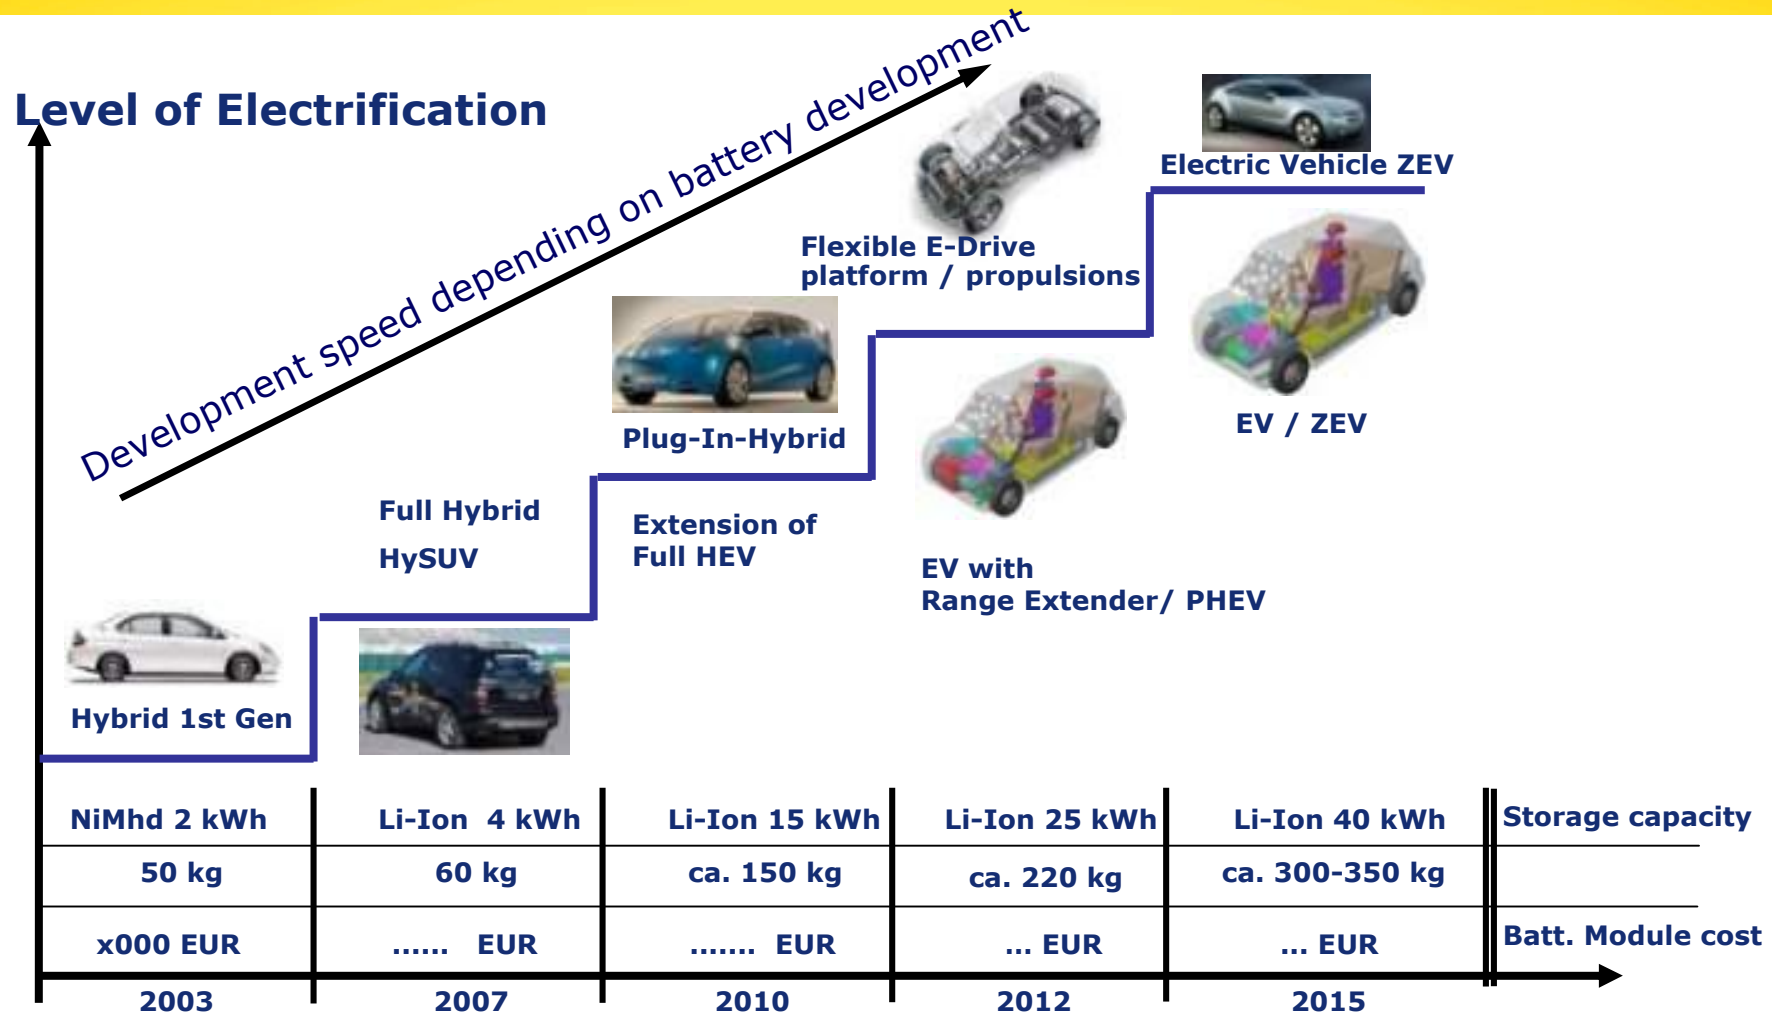 Level of Electrification
Development speed depending on battery development
Electric Vehicle ZEV
Flexible E-Drive
platform / propulsions
EV / ZEV
Plug-In-Hybrid
Full Hybrid
HySUV
Extension of
Full HEV
EV with
Range Extender/ PHEV
Hybrid 1st Gen
NiMhd 2 kWh Li-Ion 4 kWh Li-Ion 15 kWh Li-Ion 25 kWh Li-Ion 40 kWh Storage capacity
50 kg 60 kg ca. 150 kg ca. 220 kg ca. 300-350 kg
x000 EUR ...... EUR ....... EUR ... EUR ... EUR Batt. Module cost
2003 2007 2010 2012 2015